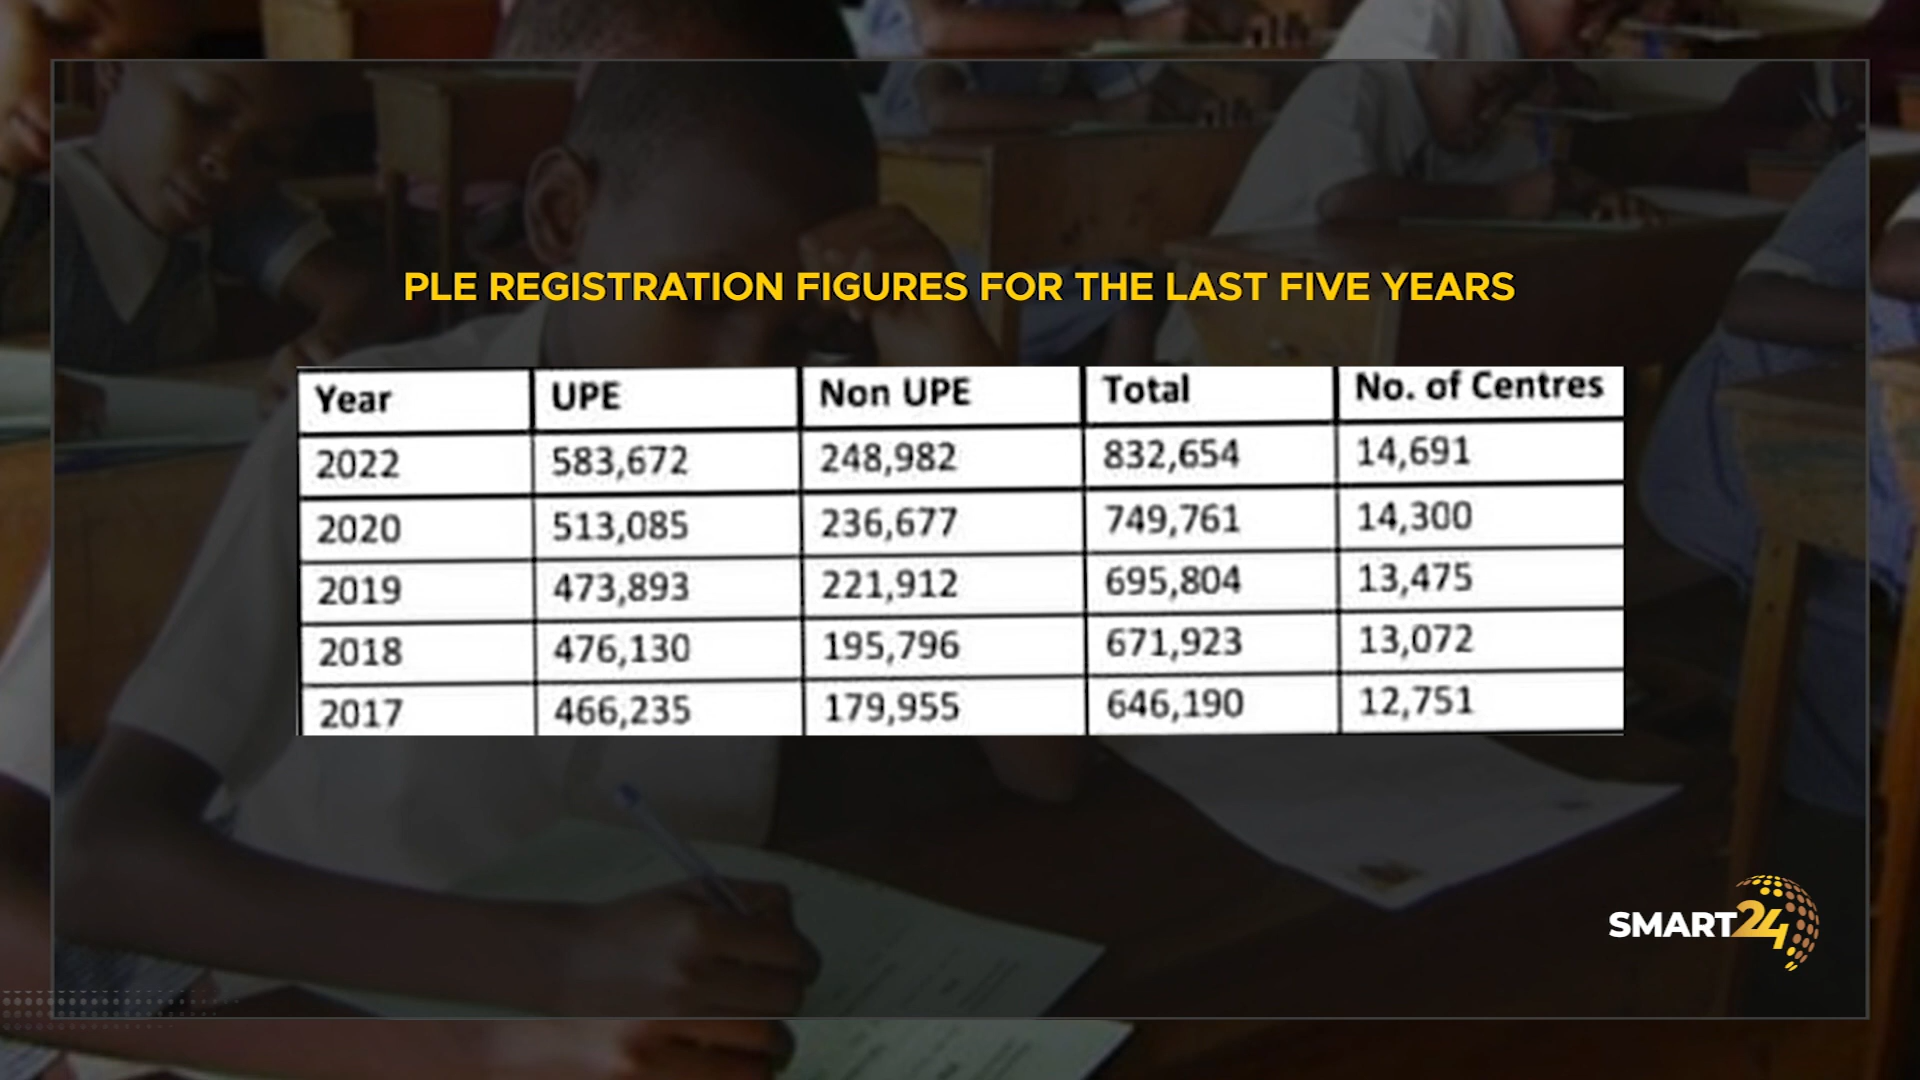 PLE REGISTRATION FIGURES FOR THE LAST FIVE YEARS
Year UPE Non UPE Total No. of Centres
2022 583,672 248,982 832,654 14,691
2020 513,085 236,677 749,761 14,300
2019 473,893 221,912 695,804 13,475
2018 476,130 195,796 671,923 13,072
2017 466,235 179,955 646,190 12,751
SMART24